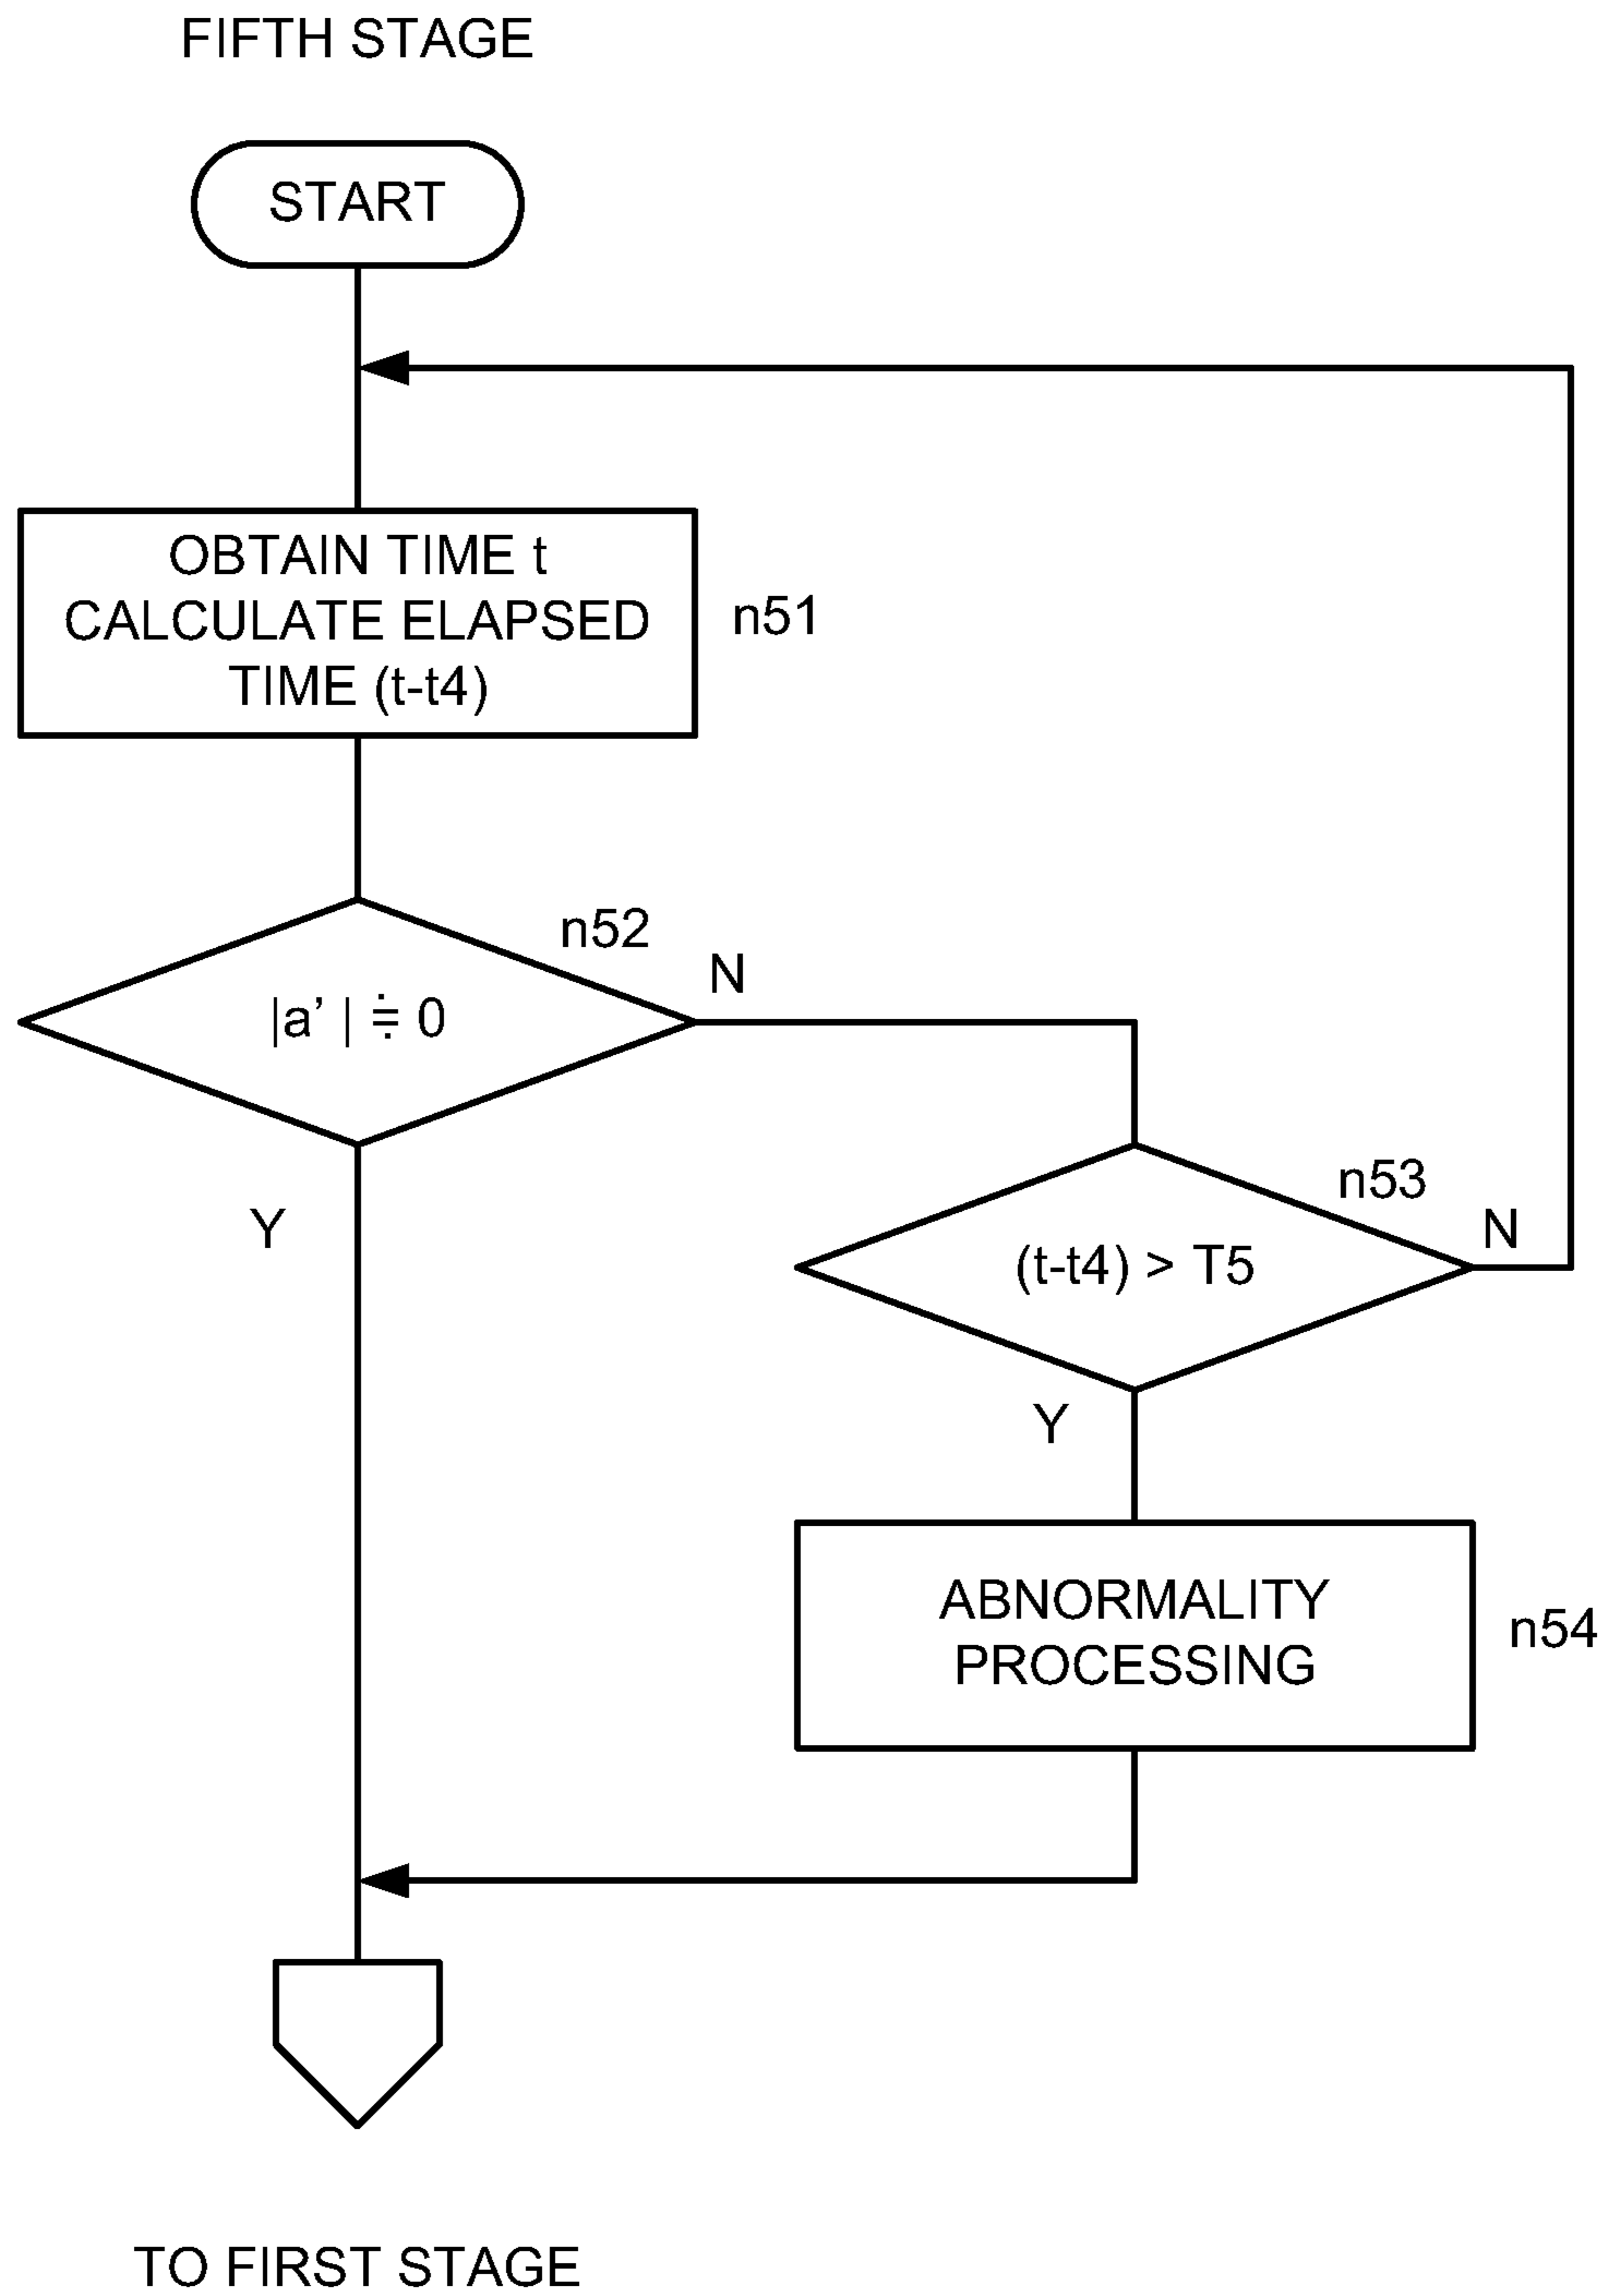 FIFTH STAGE
START
OBTAIN TIME t
CALCULATE ELAPSED
TIME (t-t4)
n51
n52
N
|a’ | ≒ 0
Y
n53
N
(t-t4) > T5
Y
ABNORMALITY
PROCESSING
n54
TO FIRST STAGE